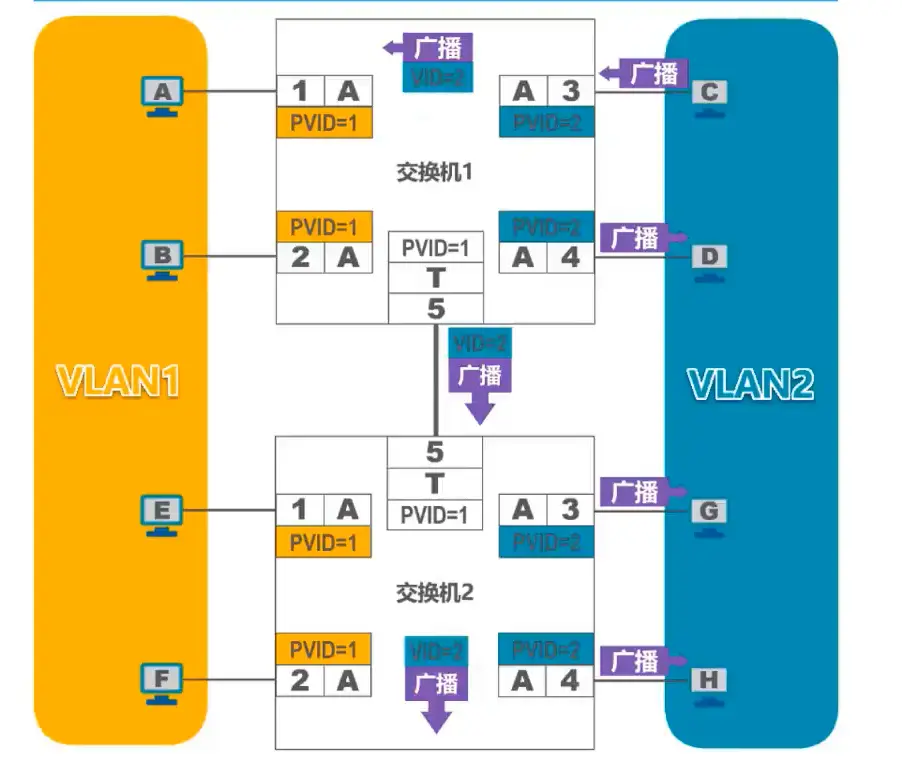 广播
VID=2
广播
A
1 A
A 3
C
PVID=1
PVID=2
交换机1
PVID=1
PVID=2
广播
B
2 A
PVID=1
A 4
D
T
5
VID=2
广播
VLAN1
VLAN2
5
T
广播
E
1 A
PVID=1
A 3
G
PVID=1
PVID=2
交换机2
PVID=1
VID=2
PVID=2
广播
F
2 A
广播
A 4
H